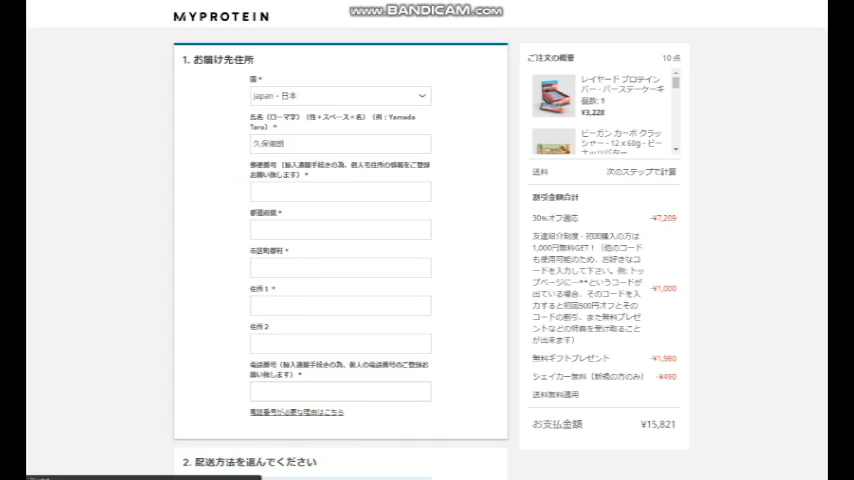 WWW.BANDICAM.COM
MYPROTEIN
1. お届け先住所
国 *
Japan - 日本
氏名（ローマ字）（性＋スペース＋名）（例：Yamada
Taro） *
郵便番号（輸入通関手続きの為、個人宅住所の情報をご登録
お願い致します） *
都道府県 *
市区町郡村 *
住所１ *
住所２
電話番号（輸入通関手続きの為、個人の電話番号のご登録お
願い致します） *
電話番号が必要な理由はこちら
2. 配送方法を選んでください
ご注文の概要
10 点
レイヤード プロテイン
バー - バースデーケーキ
個数: 1
¥3,228
ビーガン カーボ クラッ
シャー - 12 x 60g - ピー
ナッツバター
送料
次のステップで計算
割引金額合計
30%オフ適応
-¥7,209
友達紹介制度 - 初回購入の方は
1,000円無料GET！（他のコード
も使用可能のため、お好きなコ
ードを入力して下さい。例: トッ
プページに一**というコードが
出ている場合、そのコードを入
力すると初回500円オフとその
コードの割引、また無料プレゼ
ントなどの特典を受け取ること
が出来ます）
-¥1,000
無料ギフトプレゼント
-¥1,980
シェイカー無料（新規の方のみ）
-¥490
送料無料適用
お支払金額
¥15,821